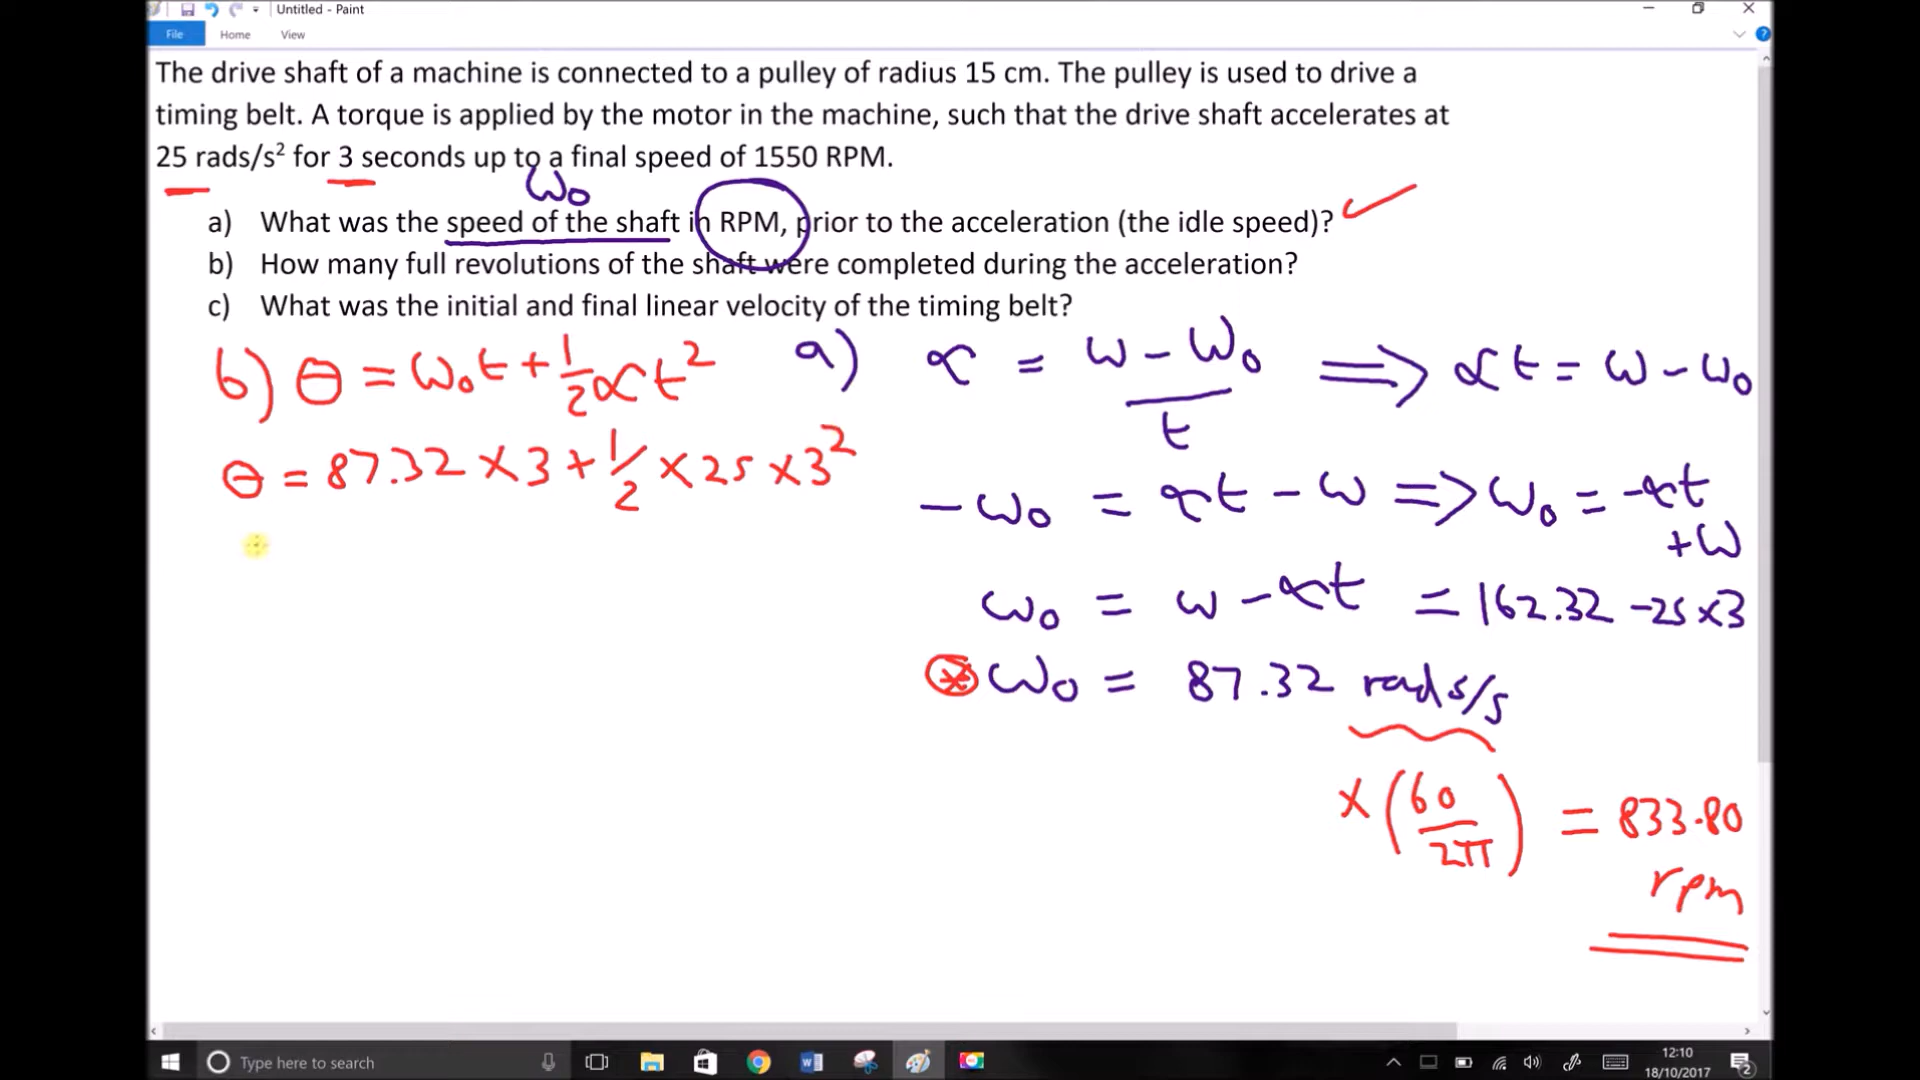 Untitled - Paint
File Home View
The drive shaft of a machine is connected to a pulley of radius 15 cm. The pulley is used to drive a
timing belt. A torque is applied by the motor in the machine, such that the drive shaft accelerates at
25 rads/s² for 3 seconds up to a final speed of 1550 RPM.
ω₀
a) What was the speed of the shaft in RPM, prior to the acceleration (the idle speed)?
b) How many full revolutions of the shaft were completed during the acceleration?
c) What was the initial and final linear velocity of the timing belt?
b) θ = ω₀t + 1/2 αt²
θ = 87.32 × 3 + 1/2 × 25 × 3²
a) α = (ω - ω₀)/t ⟹ αt = ω - ω₀
-ω₀ = αt - ω ⟹ ω₀ = -αt
+ω
ω₀ = ω - αt = 162.32 - 25 × 3
* ω₀ = 87.32 rads/s
× (60/2π) = 833.80
rpm
Type here to search
12:10
18/10/2017
2